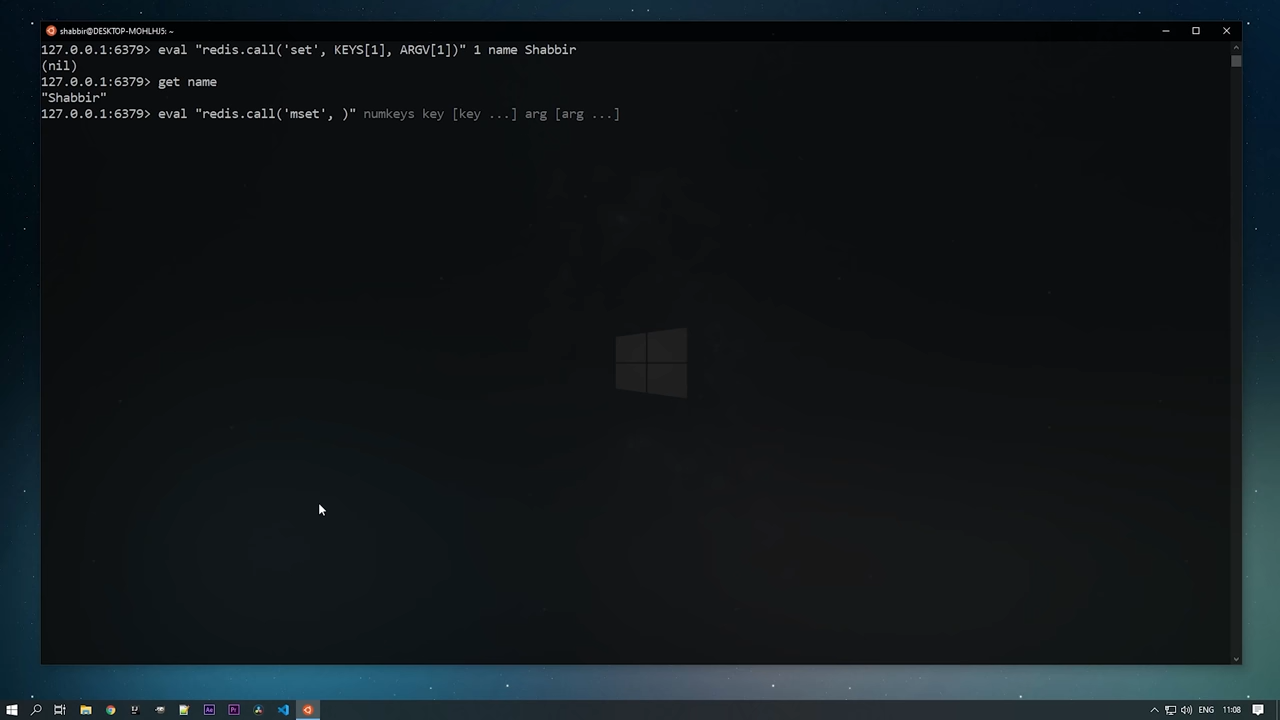 shabbir@DESKTOP-MOHLHJ5: ~
127.0.0.1:6379> eval "redis.call('set', KEYS[1], ARGV[1])" 1 name Shabbir
(nil)
127.0.0.1:6379> get name
"Shabbir"
127.0.0.1:6379> eval "redis.call('mset', )" numkeys key [key ...] arg [arg ...]
Ae Pr ENG 11:08